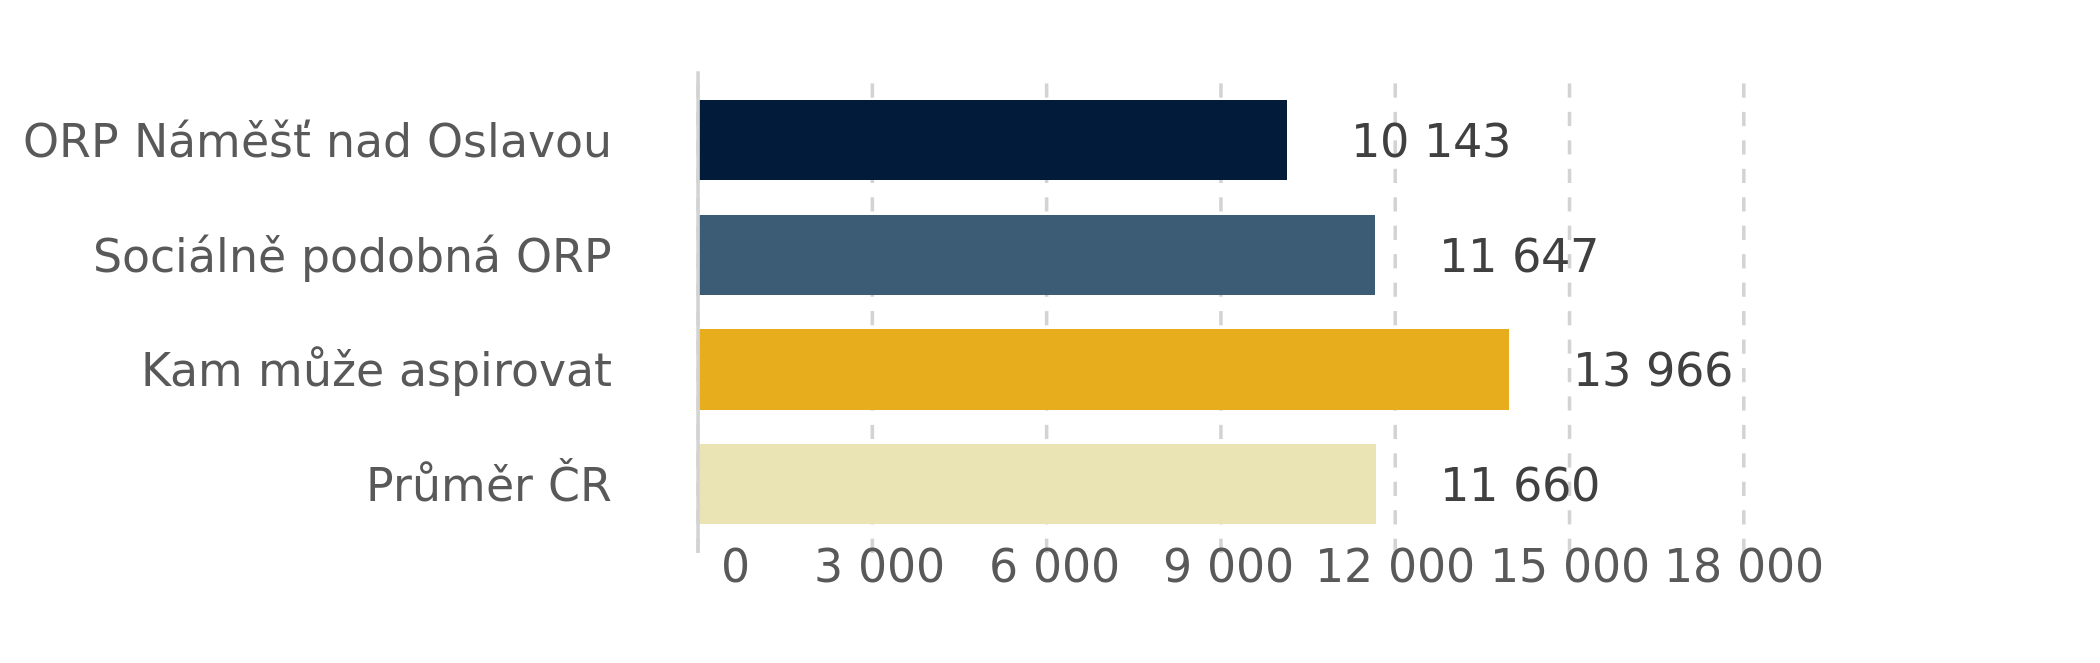 ORP Náměšť nad Oslavou 10 143
Sociálně podobná ORP 11 647
Kam může aspirovat 13 966
Průměr ČR 11 660
0 3 000 6 000 9 000 12 000 15 000 18 000